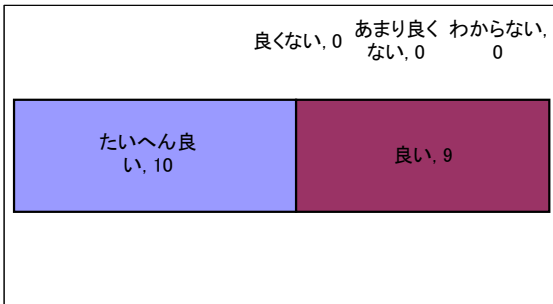 良くない, 0
あまり良く
ない, 0
わからない,
0
たいへん良
い, 10
良い, 9